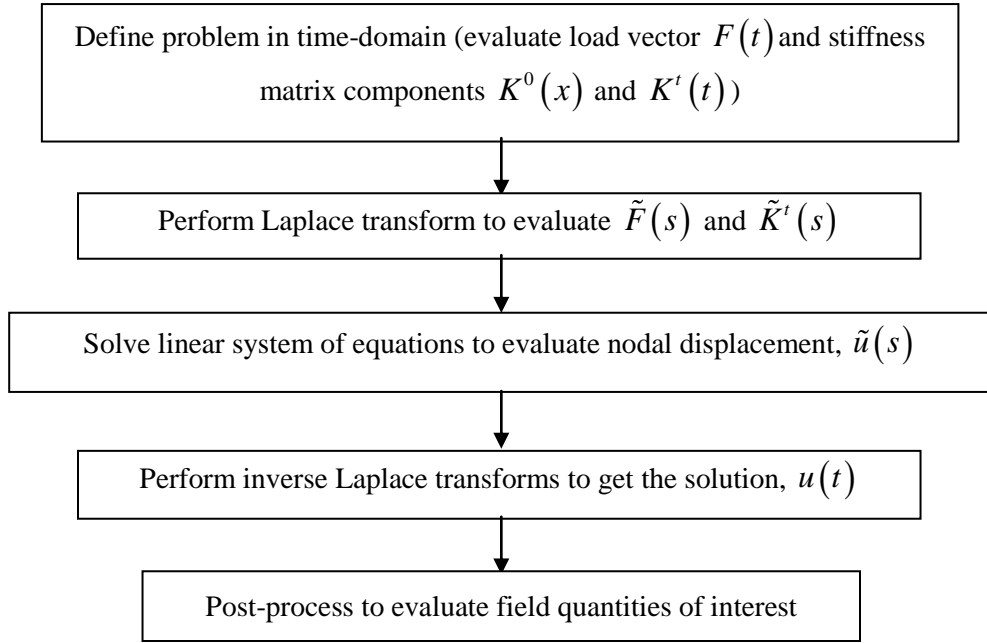 Define problem in time-domain (evaluate load vector F(t) and stiffness
matrix components K⁰(x) and Kᵗ(t) )
Perform Laplace transform to evaluate F̃(s) and K̃ᵗ(s)
Solve linear system of equations to evaluate nodal displacement, ũ(s)
Perform inverse Laplace transforms to get the solution, u(t)
Post-process to evaluate field quantities of interest